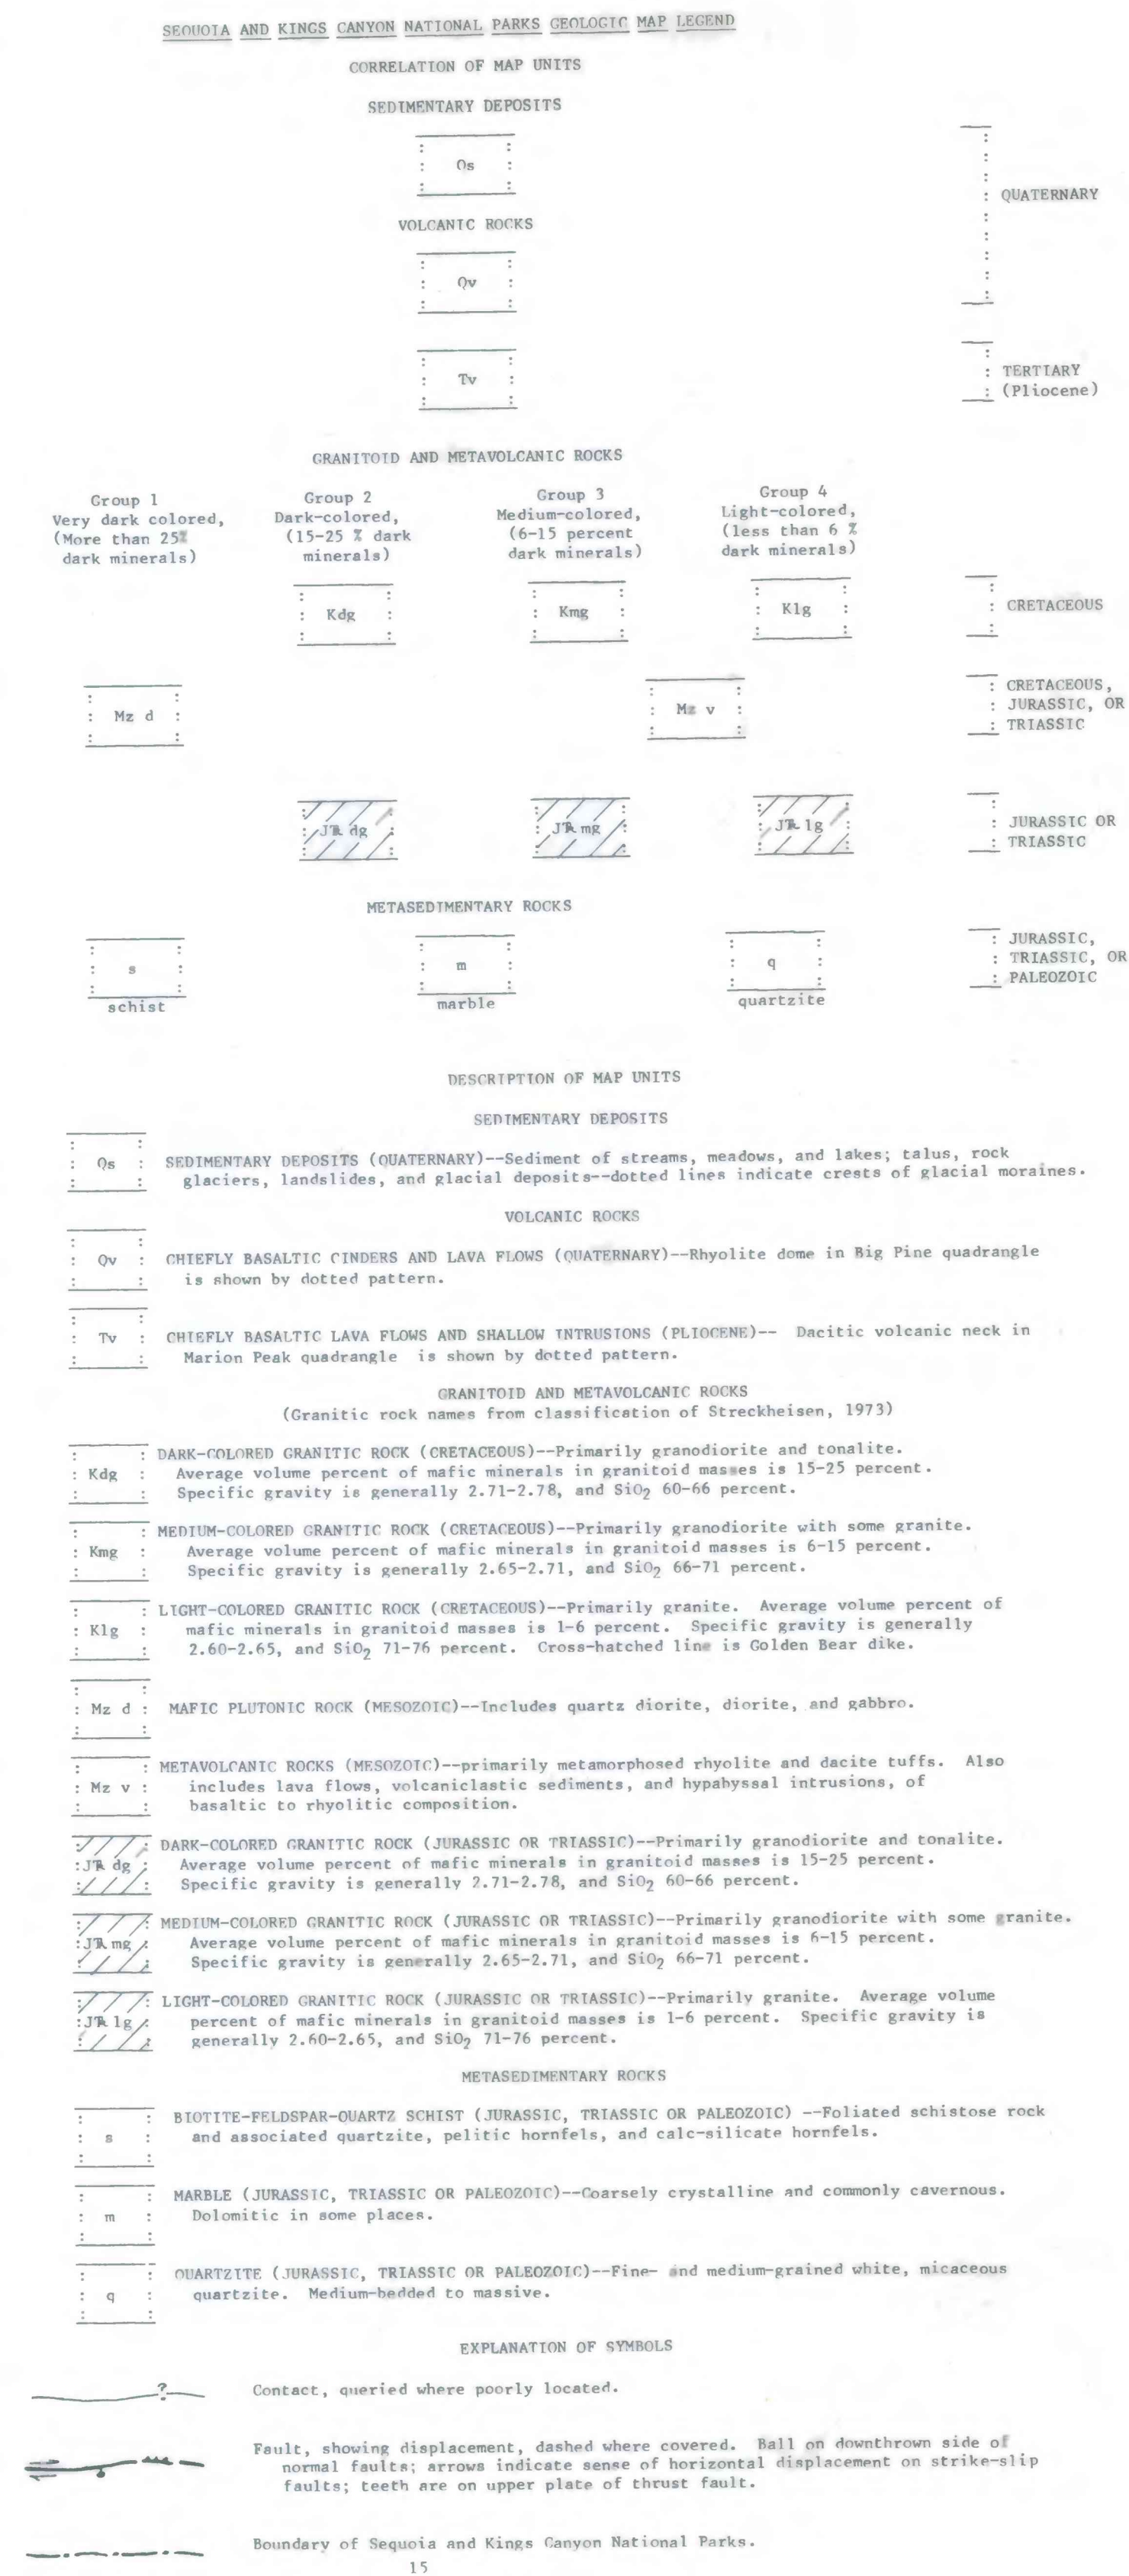 SEQUOIA AND KINGS CANYON NATIONAL PARKS GEOLOGIC MAP LEGEND
CORRELATION OF MAP UNITS
SEDIMENTARY DEPOSITS
Qs
QUATERNARY
VOLCANIC ROCKS
Qv
Tv
TERTIARY
(Pliocene)
GRANITOID AND METAVOLCANIC ROCKS
Group 1
Very dark colored,
(More than 25%
dark minerals)
Group 2
Dark-colored,
(15-25 % dark
minerals)
Group 3
Medium-colored,
(6-15 percent
dark minerals)
Group 4
Light-colored,
(less than 6 %
dark minerals)
Kdg
Kmg
Klg
CRETACEOUS
Mz d
Mz v
CRETACEOUS,
JURASSIC, OR
TRIASSIC
JTR dg
JTR mg
JTR lg
JURASSIC OR
TRIASSIC
METASEDIMENTARY ROCKS
s
schist
m
marble
q
quartzite
JURASSIC,
TRIASSIC, OR
PALEOZOIC
DESCRIPTION OF MAP UNITS
SEDIMENTARY DEPOSITS
Qs SEDIMENTARY DEPOSITS (QUATERNARY)--Sediment of streams, meadows, and lakes; talus, rock
glaciers, landslides, and glacial deposits--dotted lines indicate crests of glacial moraines.
VOLCANIC ROCKS
Qv CHIEFLY BASALTIC CINDERS AND LAVA FLOWS (QUATERNARY)--Rhyolite dome in Big Pine quadrangle
is shown by dotted pattern.
Tv CHIEFLY BASALTIC LAVA FLOWS AND SHALLOW INTRUSIONS (PLIOCENE)-- Dacitic volcanic neck in
Marion Peak quadrangle is shown by dotted pattern.
GRANITOID AND METAVOLCANIC ROCKS
(Granitic rock names from classification of Streckheisen, 1973)
DARK-COLORED GRANITIC ROCK (CRETACEOUS)--Primarily granodiorite and tonalite.
Kdg Average volume percent of mafic minerals in granitoid masses is 15-25 percent.
Specific gravity is generally 2.71-2.78, and SiO₂ 60-66 percent.
MEDIUM-COLORED GRANITIC ROCK (CRETACEOUS)--Primarily granodiorite with some granite.
Kmg Average volume percent of mafic minerals in granitoid masses is 6-15 percent.
Specific gravity is generally 2.65-2.71, and SiO₂ 66-71 percent.
LIGHT-COLORED GRANITIC ROCK (CRETACEOUS)--Primarily granite. Average volume percent of
Klg mafic minerals in granitoid masses is 1-6 percent. Specific gravity is generally
2.60-2.65, and SiO₂ 71-76 percent. Cross-hatched line is Golden Bear dike.
Mz d MAFIC PLUTONIC ROCK (MESOZOIC)--Includes quartz diorite, diorite, and gabbro.
METAVOLCANIC ROCKS (MESOZOIC)--primarily metamorphosed rhyolite and dacite tuffs. Also
Mz v includes lava flows, volcaniclastic sediments, and hypabyssal intrusions, of
basaltic to rhyolitic composition.
DARK-COLORED GRANITIC ROCK (JURASSIC OR TRIASSIC)--Primarily granodiorite and tonalite.
JTR dg Average volume percent of mafic minerals in granitoid masses is 15-25 percent.
Specific gravity is generally 2.71-2.78, and SiO₂ 60-66 percent.
MEDIUM-COLORED GRANITIC ROCK (JURASSIC OR TRIASSIC)--Primarily granodiorite with some granite.
JTR mg Average volume percent of mafic minerals in granitoid masses is 6-15 percent.
Specific gravity is generally 2.65-2.71, and SiO₂ 66-71 percent.
LIGHT-COLORED GRANITIC ROCK (JURASSIC OR TRIASSIC)--Primarily granite. Average volume
JTR lg percent of mafic minerals in granitoid masses is 1-6 percent. Specific gravity is
generally 2.60-2.65, and SiO₂ 71-76 percent.
METASEDIMENTARY ROCKS
BIOTITE-FELDSPAR-QUARTZ SCHIST (JURASSIC, TRIASSIC OR PALEOZOIC) --Foliated schistose rock
s and associated quartzite, pelitic hornfels, and calc-silicate hornfels.
MARBLE (JURASSIC, TRIASSIC OR PALEOZOIC)--Coarsely crystalline and commonly cavernous.
m Dolomitic in some places.
QUARTZITE (JURASSIC, TRIASSIC OR PALEOZOIC)--Fine- and medium-grained white, micaceous
q quartzite. Medium-bedded to massive.
EXPLANATION OF SYMBOLS
? Contact, queried where poorly located.
Fault, showing displacement, dashed where covered. Ball on downthrown side of
normal faults; arrows indicate sense of horizontal displacement on strike-slip
faults; teeth are on upper plate of thrust fault.
Boundary of Sequoia and Kings Canyon National Parks.
15